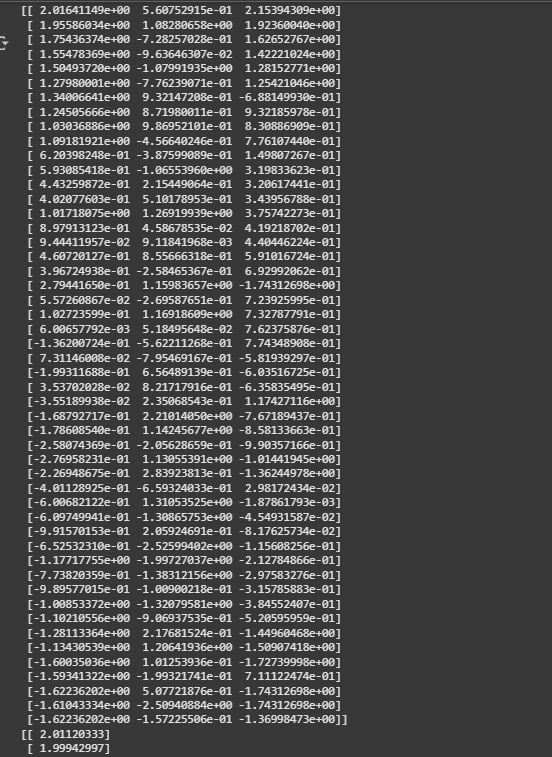 [[ 2.01641149e+00 5.60752915e-01 2.15394309e+00]
[ 1.95586034e+00 1.08280658e+00 1.92360040e+00]
[ 1.75436374e+00 -7.28257028e-01 1.62652767e+00]
[ 1.55478369e+00 -9.63646307e-02 1.42221024e+00]
[ 1.50493720e+00 -1.07991935e+00 1.28152771e+00]
[ 1.27980001e+00 -7.76239071e-01 1.25421046e+00]
[ 1.34006641e+00 9.32147208e-01 -6.88149930e-01]
[ 1.24505666e+00 8.71980011e-01 9.32185978e-01]
[ 1.03036886e+00 9.86952101e-01 8.30886909e-01]
[ 1.09181921e+00 -4.56640246e-01 7.76107440e-01]
[ 6.20398248e-01 -3.87599089e-01 1.49807267e-01]
[ 5.93085418e-01 -1.06553960e+00 3.19833623e-01]
[ 4.43259872e-01 2.15449064e-01 3.20617441e-01]
[ 4.02077603e-01 5.10178953e-01 3.43956788e-01]
[ 1.01718075e+00 1.26919939e+00 3.75742273e-01]
[ 8.97913123e-01 4.58678535e-02 4.19218702e-01]
[ 9.44411957e-02 9.11841968e-03 4.40446224e-01]
[ 4.60720127e-01 8.55666318e-01 5.91016724e-01]
[ 3.96724938e-01 -2.58465367e-01 6.92992062e-01]
[ 2.79441650e-01 1.15983657e+00 -1.74312698e+00]
[ 5.57260867e-02 -2.69587651e-01 7.23925995e-01]
[ 1.02723599e-01 1.16918609e+00 7.32787791e-01]
[ 6.00657792e-03 5.18495648e-02 7.62375876e-01]
[-1.36200724e-01 -5.62211268e-01 7.74348908e-01]
[ 7.31146008e-02 -7.95469167e-01 -5.81939297e-01]
[-1.99311688e-01 6.56489139e-01 -6.03516725e-01]
[ 3.53702028e-02 8.21717916e-01 -6.35835495e-01]
[-3.55189938e-02 2.35068543e-01 1.17427116e+00]
[-1.68792717e-01 2.21014050e+00 -7.67189437e-01]
[-1.78608540e-01 1.14245677e+00 -8.58133663e-01]
[-2.58074369e-01 -2.05628659e-01 -9.90357166e-01]
[-2.76958231e-01 1.13055391e+00 -1.01441945e+00]
[-2.26948675e-01 2.83923813e-01 -1.36244978e+00]
[-4.01128925e-01 -6.59324033e-01 2.98172434e-02]
[-6.00682122e-01 1.31053525e+00 -1.87861793e-03]
[-6.09749941e-01 -1.30865753e+00 -4.54931587e-02]
[-9.91570153e-01 2.05924691e-01 -8.17625734e-02]
[-6.52532310e-01 -2.52599402e+00 -1.15608256e-01]
[-1.17717755e+00 -1.99727037e+00 -2.12784866e-01]
[-7.73820359e-01 -1.38312156e+00 -2.97583276e-01]
[-9.89577015e-01 -1.00900218e-01 -3.15785883e-01]
[-1.00853372e+00 -1.32079581e+00 -3.84552407e-01]
[-1.10210556e+00 -9.06937535e-01 -5.20595959e-01]
[-1.28113364e+00 2.17681524e-01 -1.44960468e+00]
[-1.13430539e+00 1.20641936e+00 -1.50907418e+00]
[-1.60035036e+00 1.01253936e-01 -1.72739998e+00]
[-1.59341322e+00 -1.99321741e-01 7.11122474e-01]
[-1.62236202e+00 5.07721876e-01 -1.74312698e+00]
[-1.61043334e+00 -2.50940884e+00 -1.74312698e+00]
[-1.62236202e+00 -1.57225506e-01 -1.36998473e+00]]
[[ 2.01120333]
[ 1.99942997]